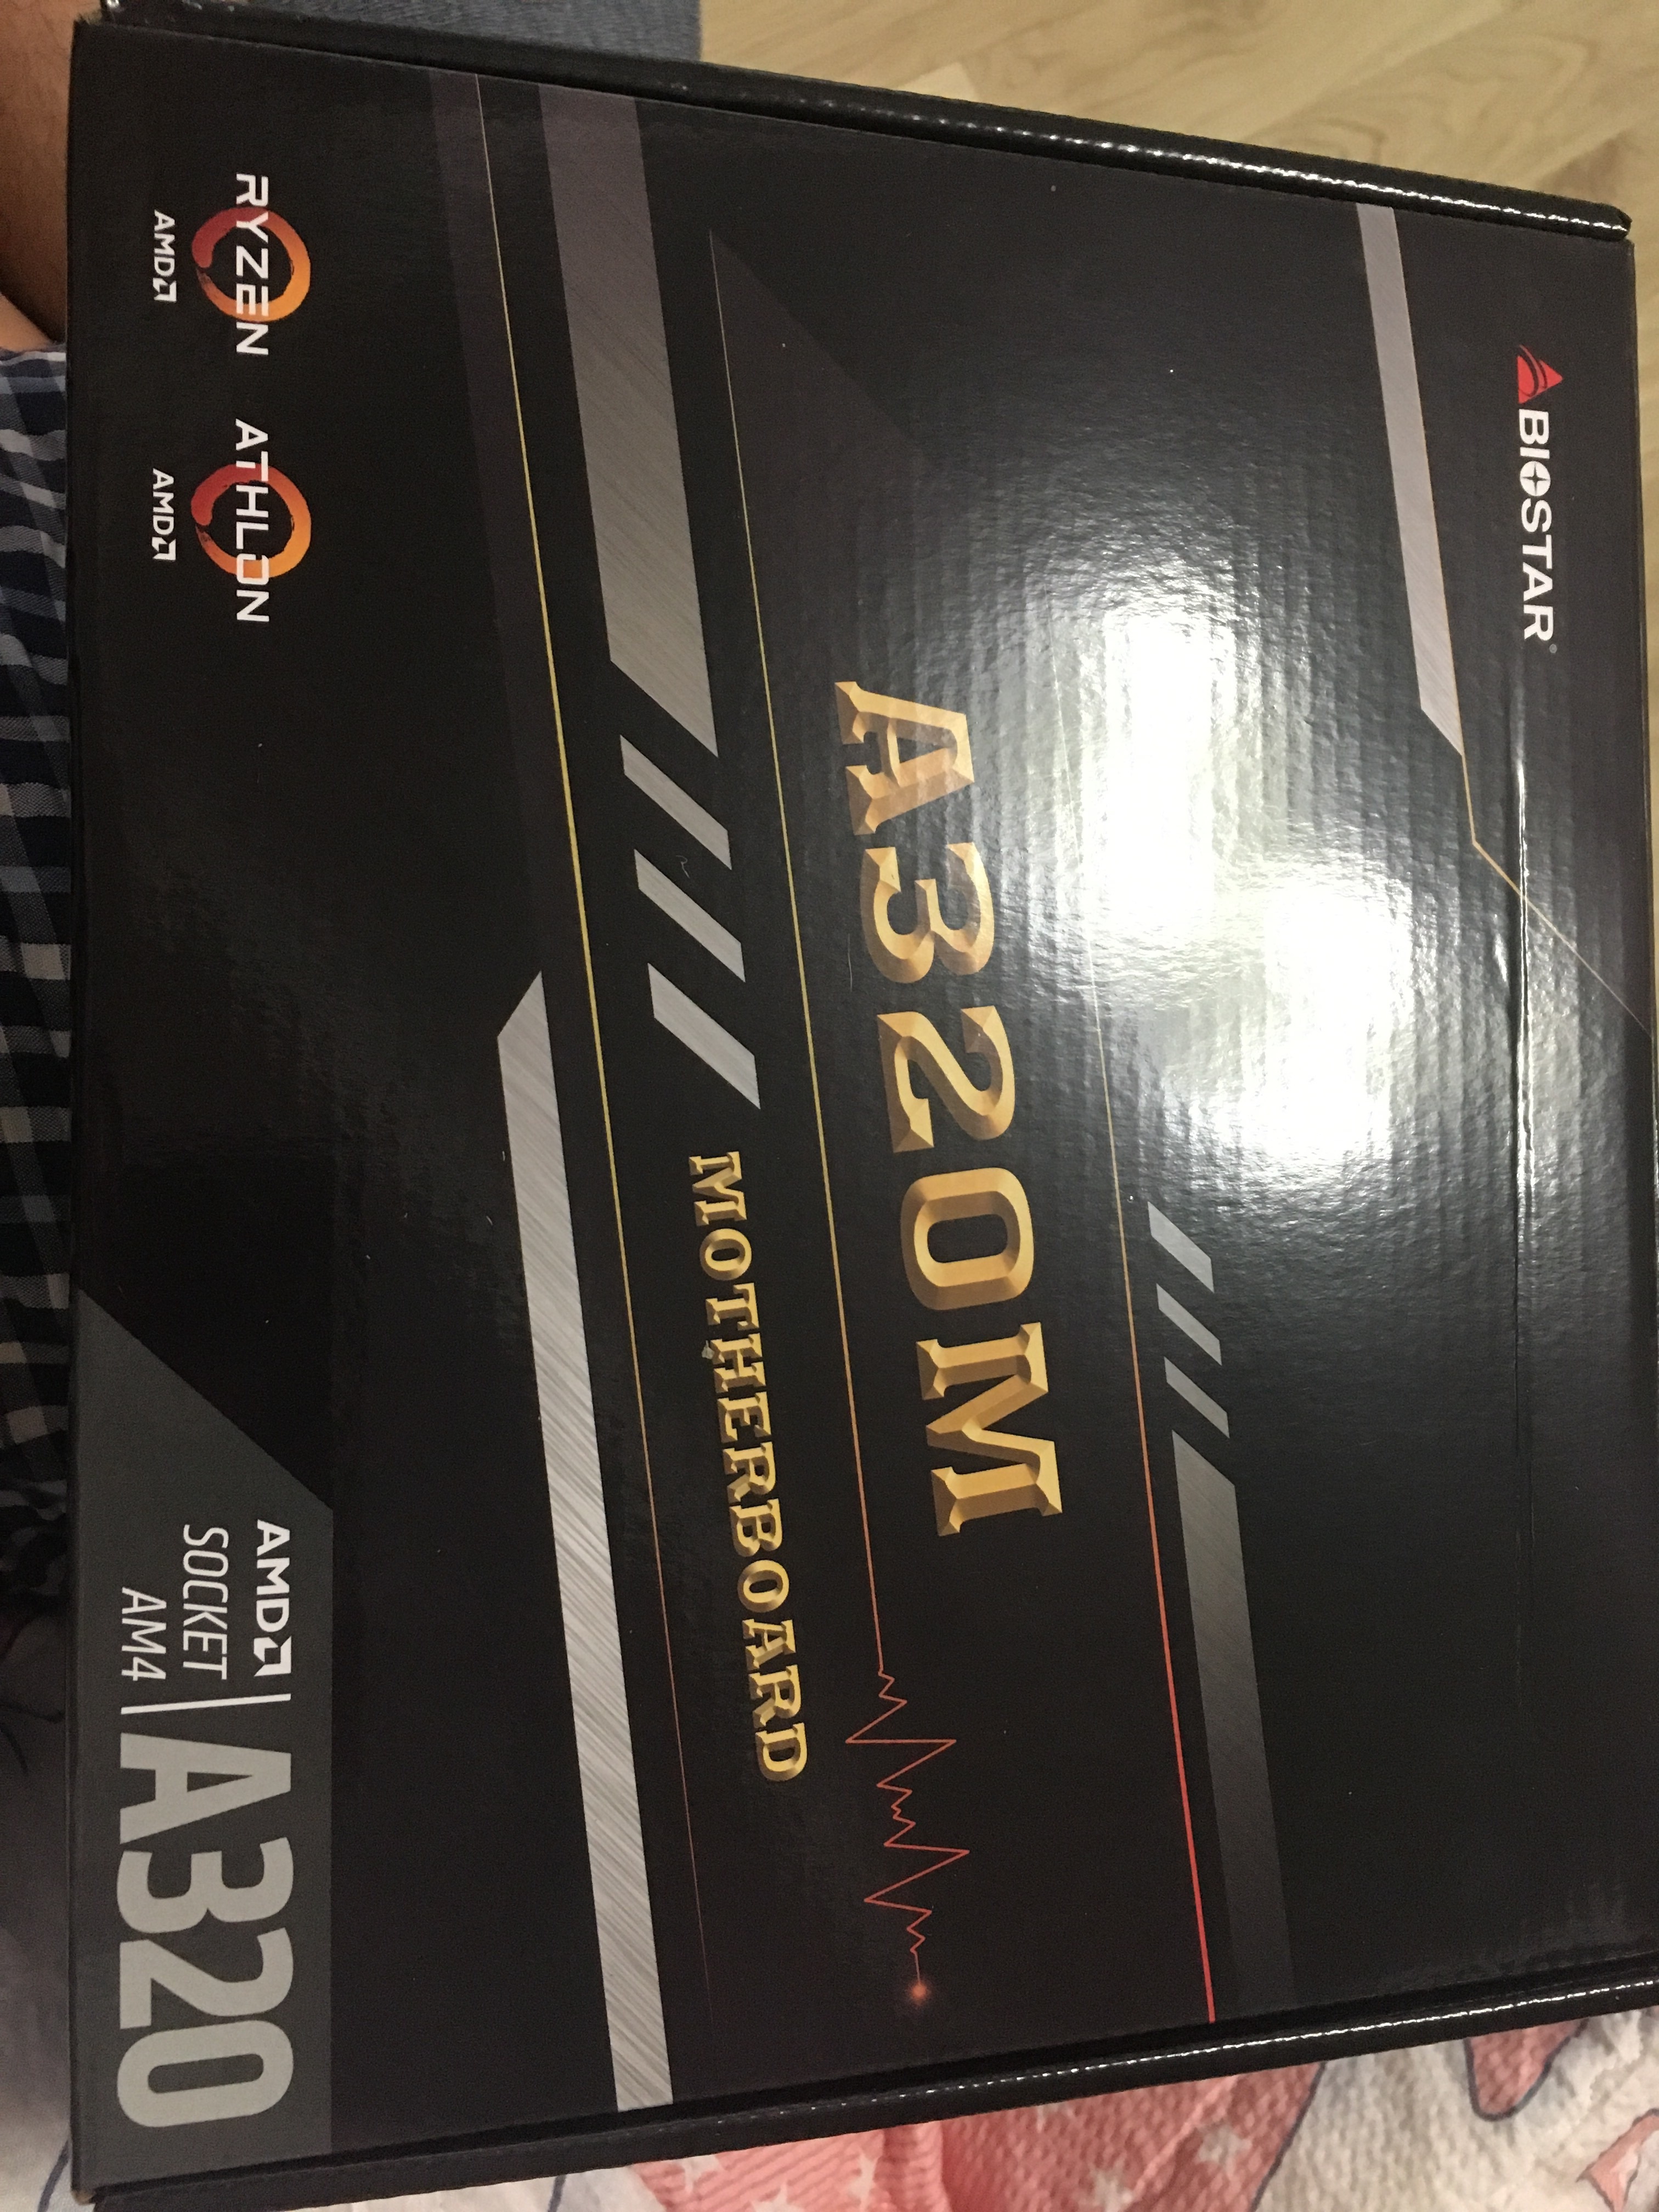 BIOSTAR®
A320M
MOTHERBOARD
RYZEN
AMD
ATHLON
AMD
AMD
SOCKET
AM4
A320